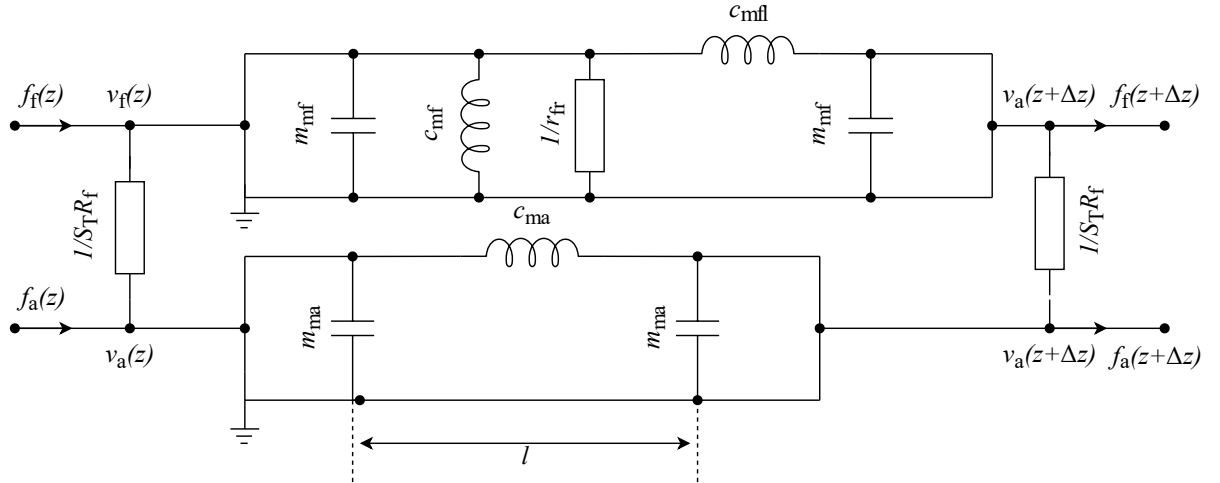 c_mfl
f_f(z)
v_f(z)
m_mf
c_mf
1/r_fr
m_mf
v_a(z+Δz)
f_f(z+Δz)
1/S_TR_f
c_ma
1/S_TR_f
f_a(z)
m_ma
m_ma
v_a(z)
v_a(z+Δz)
f_a(z+Δz)
l